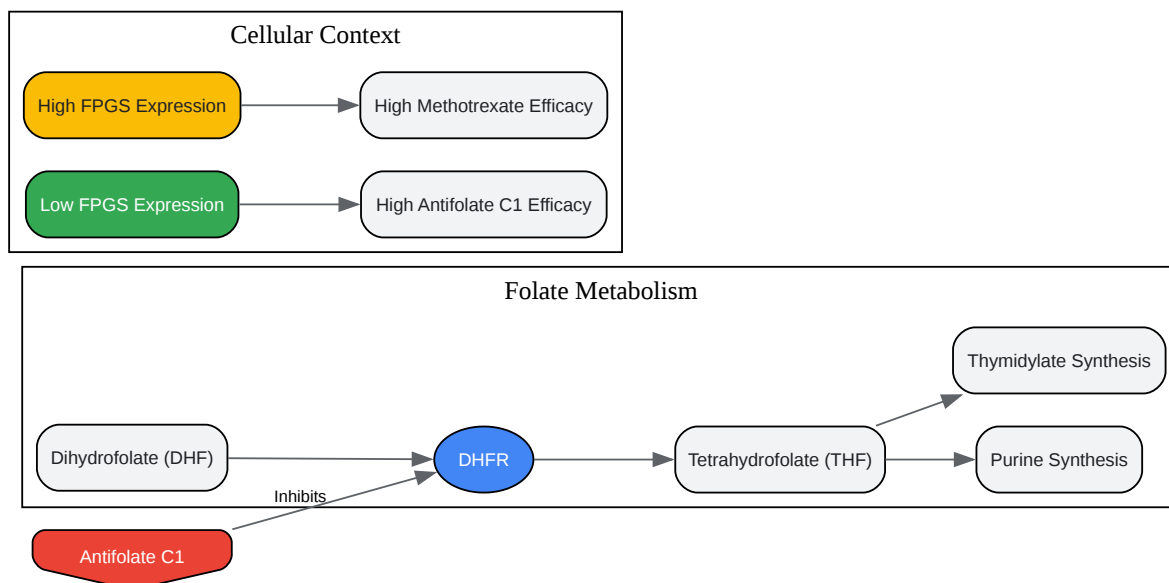 Cellular Context
High FPGS Expression
High Methotrexate Efficacy
Low FPGS Expression
High Antifolate C1 Efficacy
Folate Metabolism
Thymidylate Synthesis
Dihydrofolate (DHF)
DHFR
Tetrahydrofolate (THF)
Purine Synthesis
Inhibits
Antifolate C1